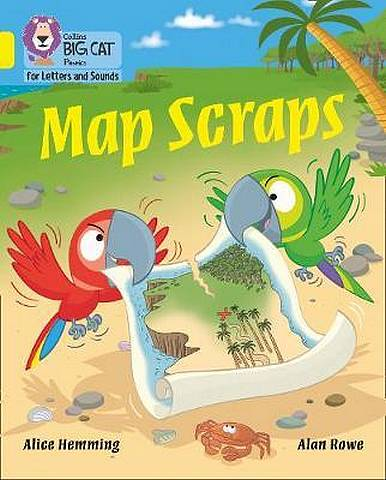 Collins
BIG CAT
Phonics
for Letters and Sounds
Map Scraps
Alice Hemming
Alan Rowe